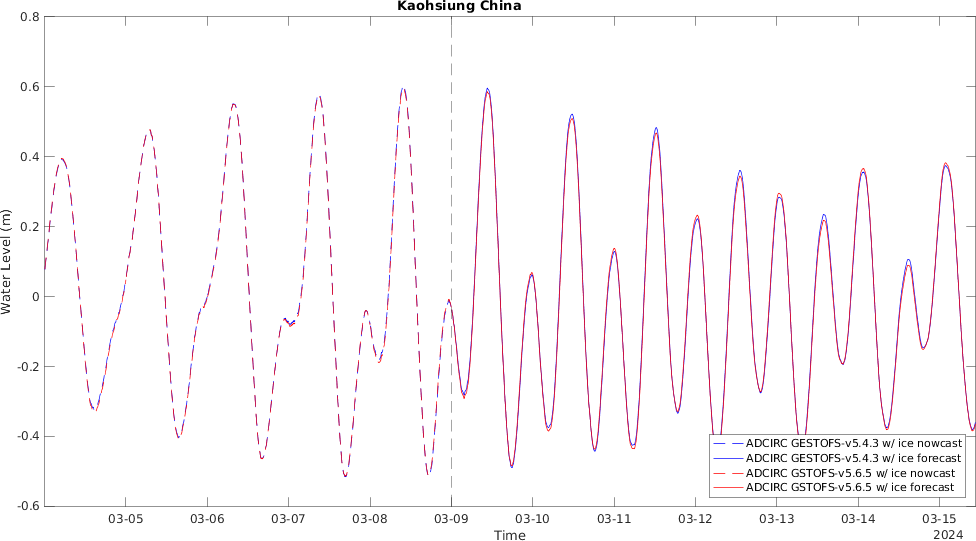 Kaohsiung China
0.8
0.6
0.4
0.2
0
-0.2
-0.4
-0.6
Water Level (m)
ADCIRC GESTOFS-v5.4.3 w/ ice nowcast
ADCIRC GESTOFS-v5.4.3 w/ ice forecast
ADCIRC GSTOFS-v5.6.5 w/ ice nowcast
ADCIRC GSTOFS-v5.6.5 w/ ice forecast
03-05 03-06 03-07 03-08 03-09 03-10 03-11 03-12 03-13 03-14 03-15
Time
2024